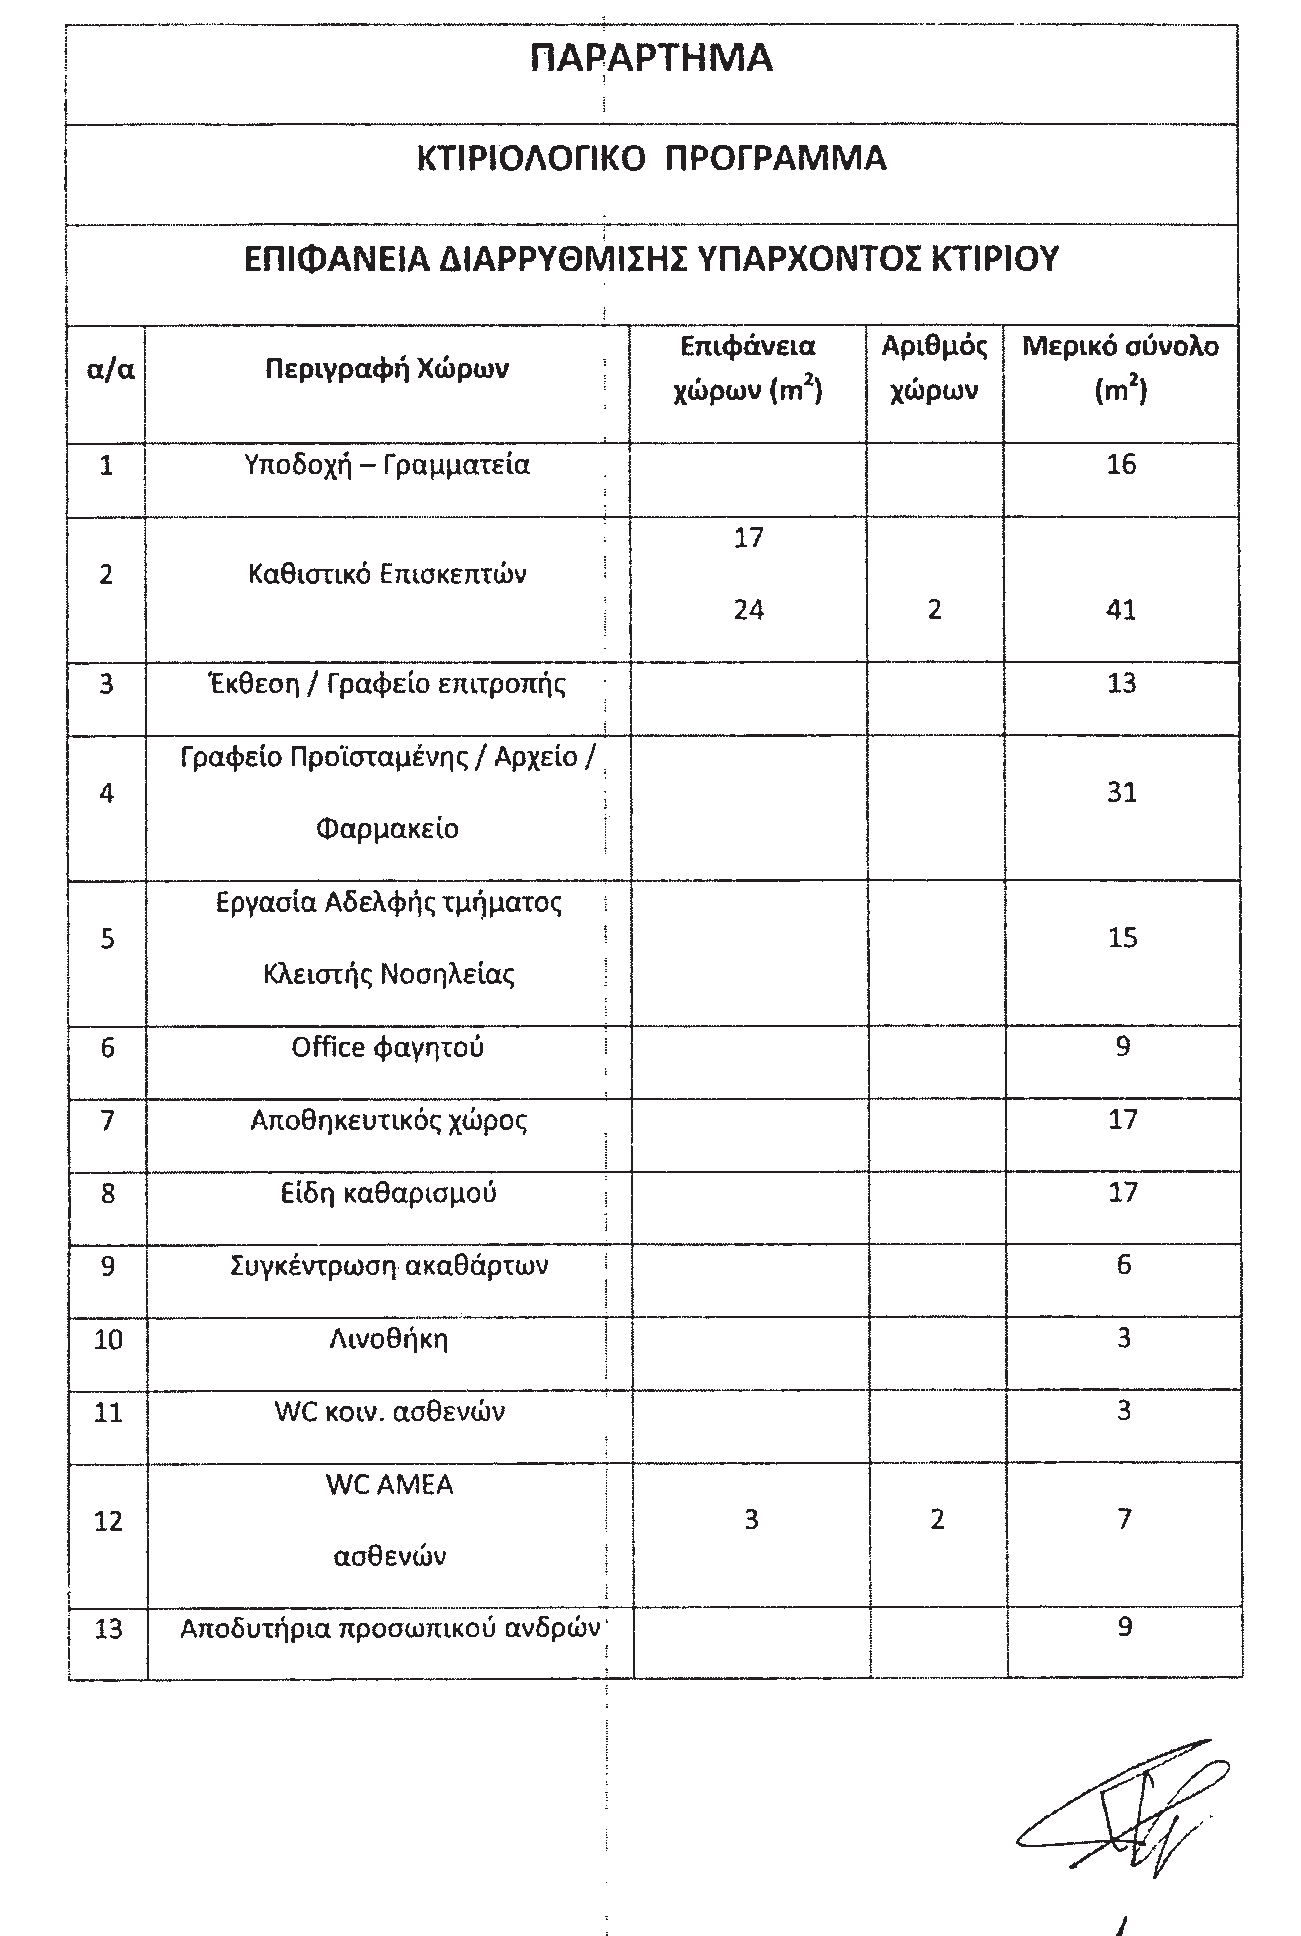 ΠΑΡΑΡΤΗΜΑ
ΚΤΙΡΙΟΛΟΓΙΚΟ ΠΡΟΓΡΑΜΜΑ
ΕΠΙΦΑΝΕΙΑ ΔΙΑΡΡΥΘΜΙΣΗΣ ΥΠΑΡΧΟΝΤΟΣ ΚΤΙΡΙΟΥ
α/α Περιγραφή Χώρων Επιφάνεια χώρων (m²) Αριθμός χώρων Μερικό σύνολο (m²)
1 Υποδοχή – Γραμματεία 16
17
2 Καθιστικό Επισκεπτών
24 2 41
3 Έκθεση / Γραφείο επιτροπής 13
Γραφείο Προϊσταμένης / Αρχείο /
4 31
Φαρμακείο
Εργασία Αδελφής τμήματος
5 15
Κλειστής Νοσηλείας
6 Office φαγητού 9
7 Αποθηκευτικός χώρος 17
8 Είδη καθαρισμού 17
9 Συγκέντρωση ακαθάρτων 6
10 Λινοθήκη 3
11 WC κοιν. ασθενών 3
WC ΑΜΕΑ
12 3 2 7
ασθενών
13 Αποδυτήρια προσωπικού ανδρών 9